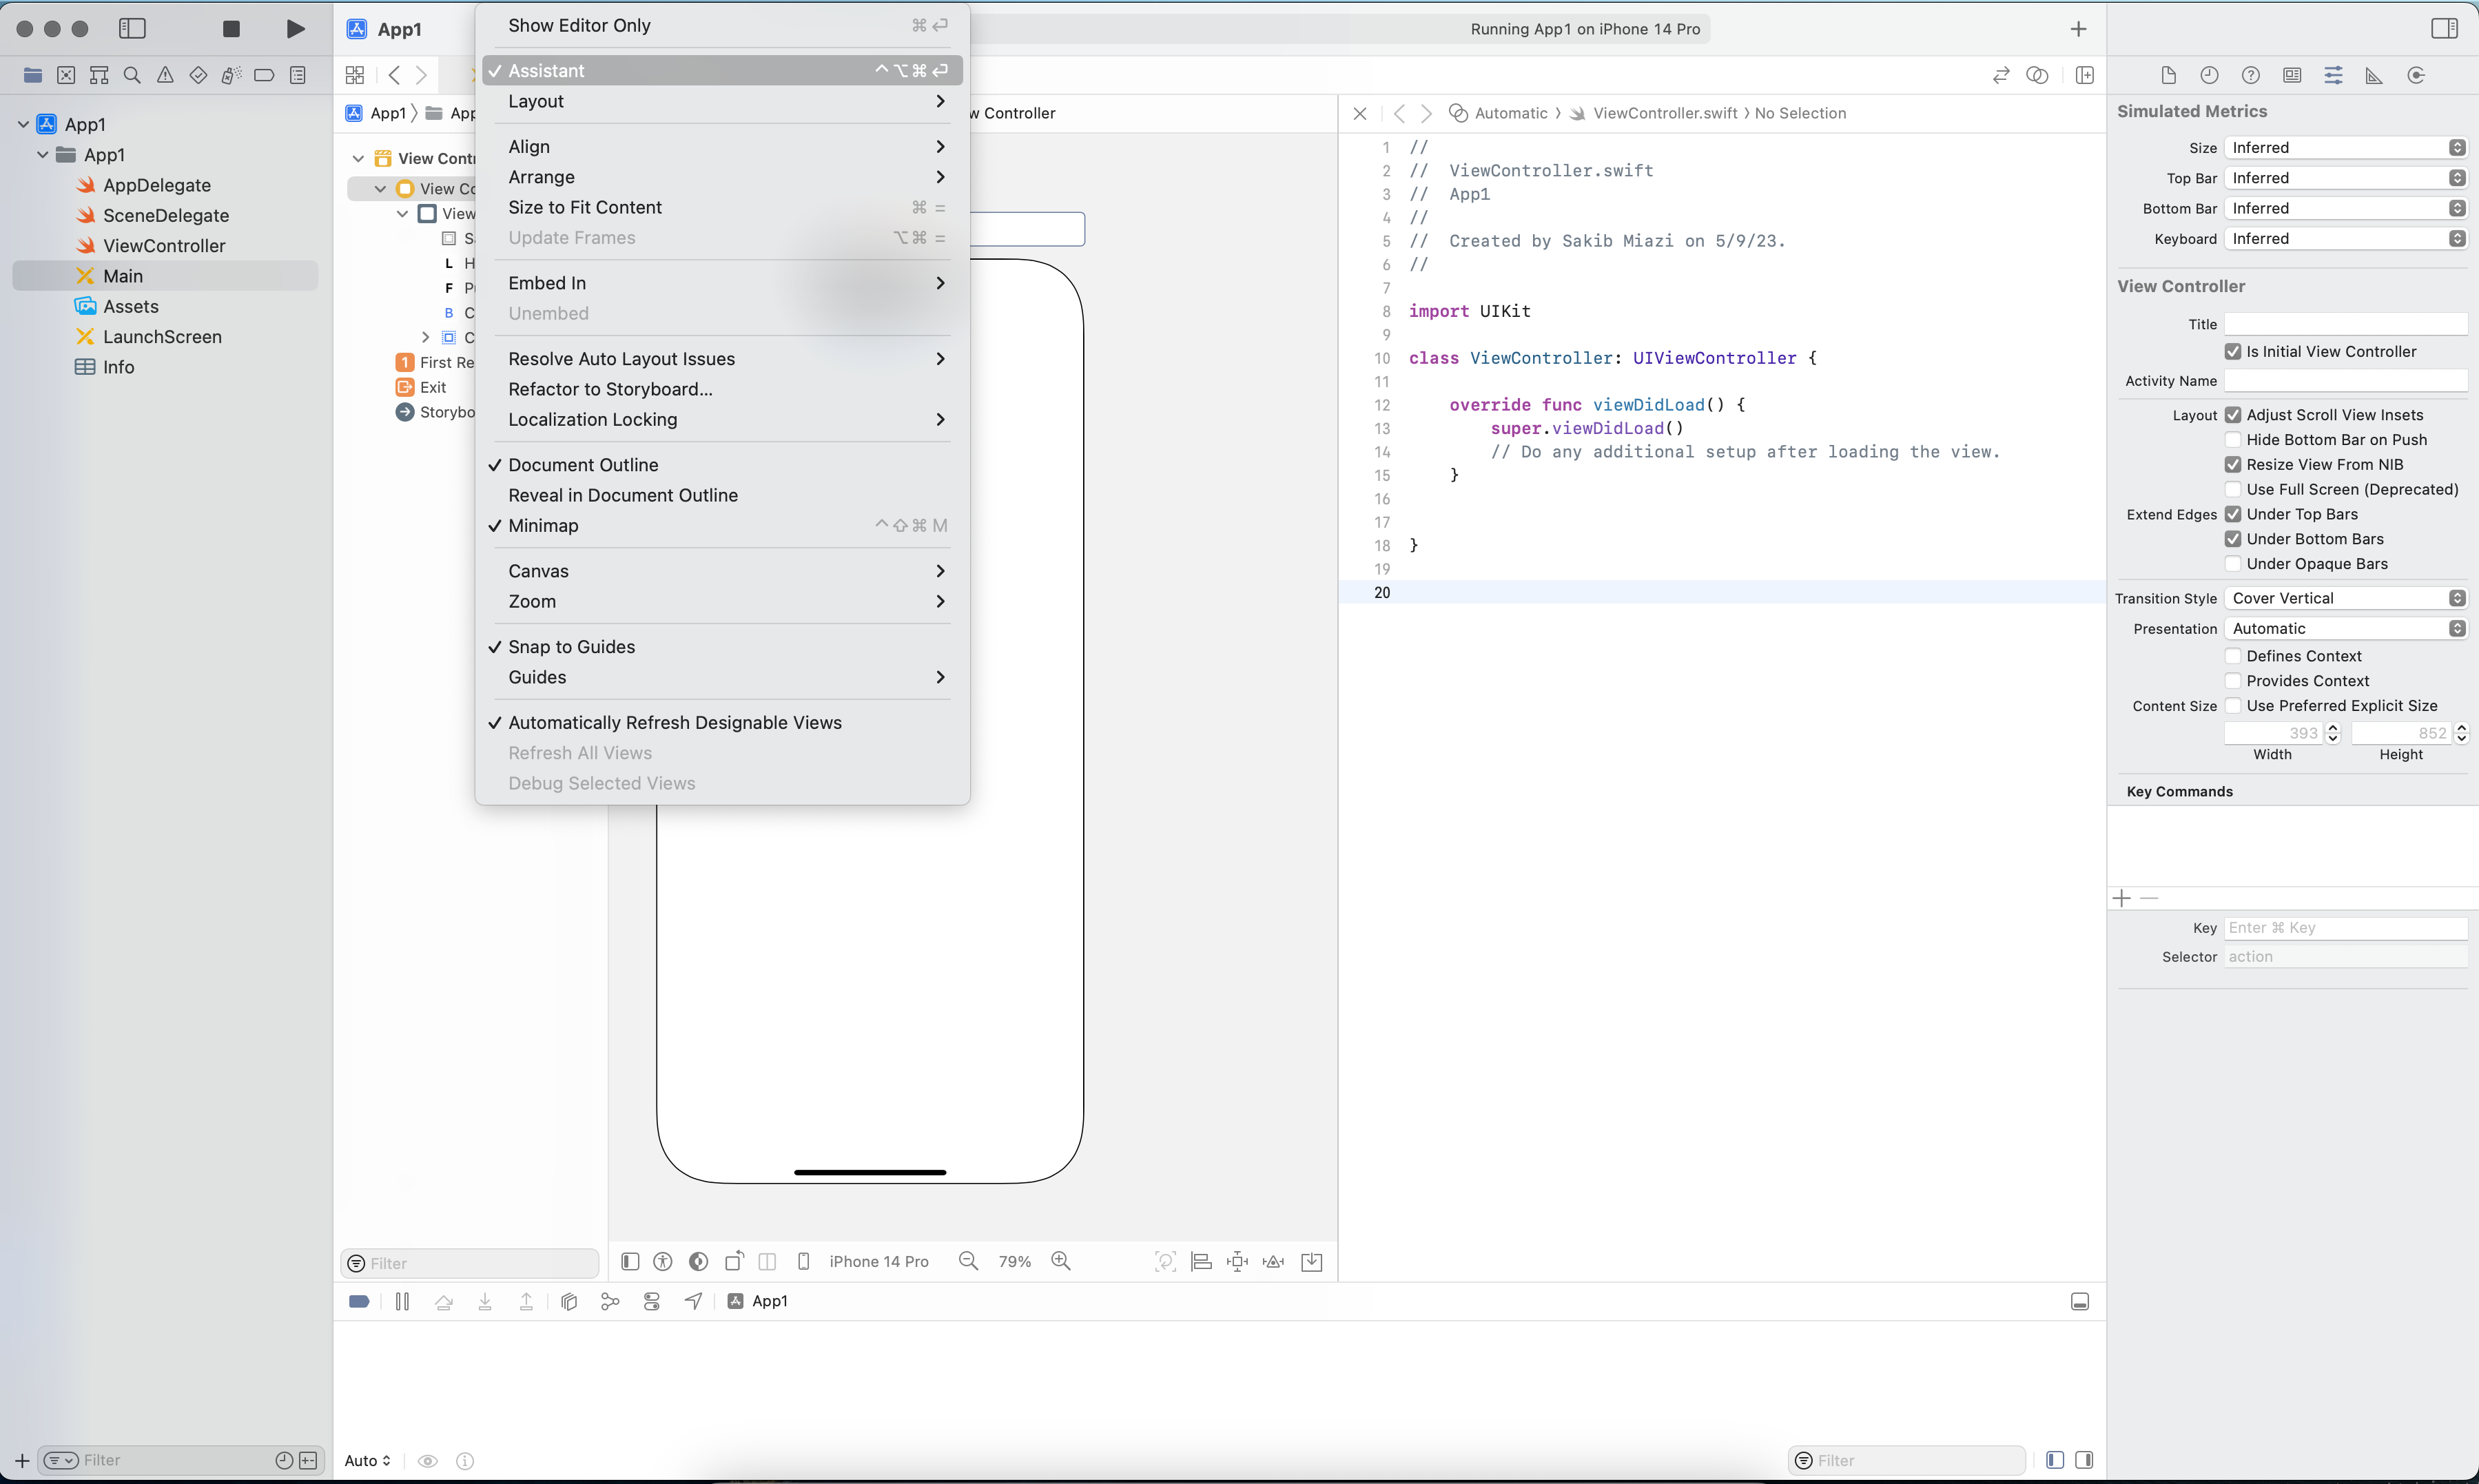 App1
Running App1 on iPhone 14 Pro
App1
App1
AppDelegate
SceneDelegate
ViewController
Main
Assets
LaunchScreen
Info
Filter
Show Editor Only ⌘ ↩
✓ Assistant ^⌥⌘↩
Layout
Align
Arrange
Size to Fit Content ⌘ =
Update Frames ⌥⌘ =
Embed In
Unembed
Resolve Auto Layout Issues
Refactor to Storyboard...
Localization Locking
✓ Document Outline
Reveal in Document Outline
✓ Minimap ^⇧⌘ M
Canvas
Zoom
✓ Snap to Guides
Guides
✓ Automatically Refresh Designable Views
Refresh All Views
Debug Selected Views
App1
Controller
View
View
View
L
F
B
1 First
Exit
Filter
iPhone 14 Pro 79%
Automatic ViewController.swift No Selection
1 //
2 // ViewController.swift
3 // App1
4 //
5 // Created by Sakib Miazi on 5/9/23.
6 //
7
8 import UIKit
9
10 class ViewController: UIViewController {
11
12 override func viewDidLoad() {
13 super.viewDidLoad()
14 // Do any additional setup after loading the view.
15 }
16
17
18 }
19
20
App1
Auto
Filter
Simulated Metrics
Size Inferred
Top Bar Inferred
Bottom Bar Inferred
Keyboard Inferred
View Controller
Title
Is Initial View Controller
Activity Name
Layout Adjust Scroll View Insets
Hide Bottom Bar on Push
Resize View From NIB
Use Full Screen (Deprecated)
Extend Edges Under Top Bars
Under Bottom Bars
Under Opaque Bars
Transition Style Cover Vertical
Presentation Automatic
Defines Context
Provides Context
Content Size Use Preferred Explicit Size
393 852
Width Height
Key Commands
Key Enter ⌘ Key
Selector action